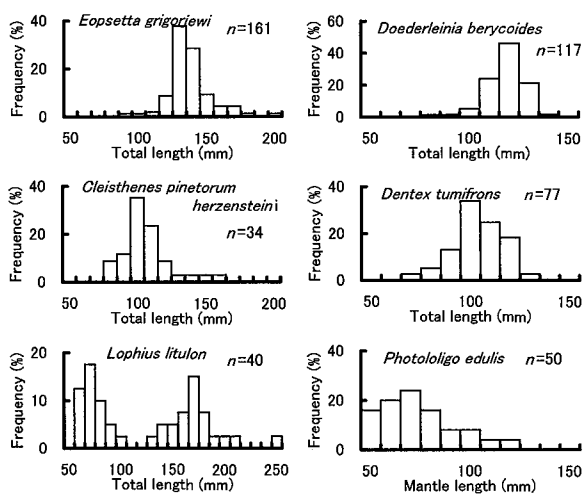 Eopsetta grigorjewi
n=161
Frequency (%)
40
20
0
50 100 150 200
Total length (mm)
Doederleinia berycoides
n=117
Frequency (%)
60
40
20
0
50 100 150
Total length (mm)
Cleisthenes pinetorum
herzensteini
n=34
Frequency (%)
40
20
0
50 100 150 200
Total length (mm)
Dentex tumifrons
n=77
Frequency (%)
40
20
0
50 100 150
Total length (mm)
Lophius litulon
n=40
Frequency (%)
20
10
0
50 100 150 200 250
Total length (mm)
Photololigo edulis
n=50
Frequency (%)
40
20
0
50 100 150
Mantle length (mm)